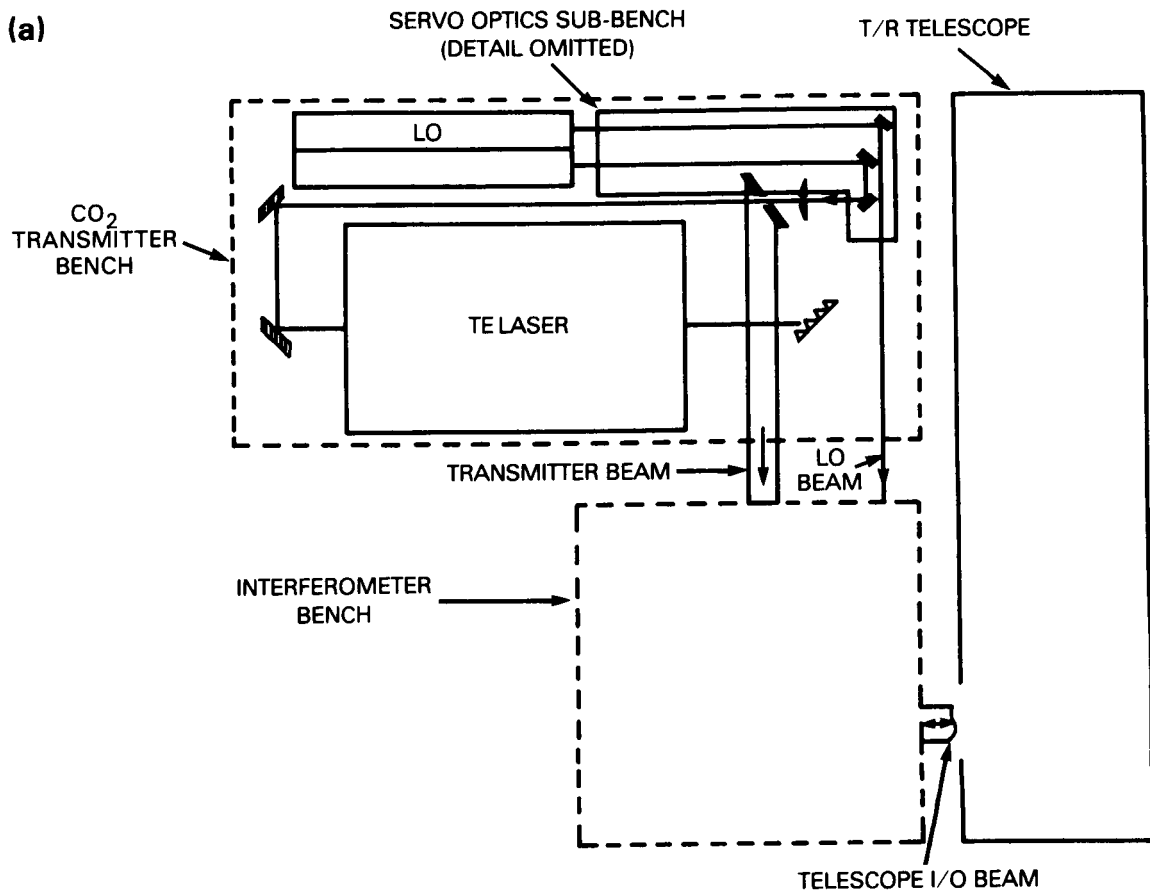 (a)
SERVO OPTICS SUB-BENCH
(DETAIL OMITTED)
T/R TELESCOPE
LO
CO2
TRANSMITTER
BENCH
TE LASER
TRANSMITTER BEAM
LO
BEAM
INTERFEROMETER
BENCH
TELESCOPE I/O BEAM